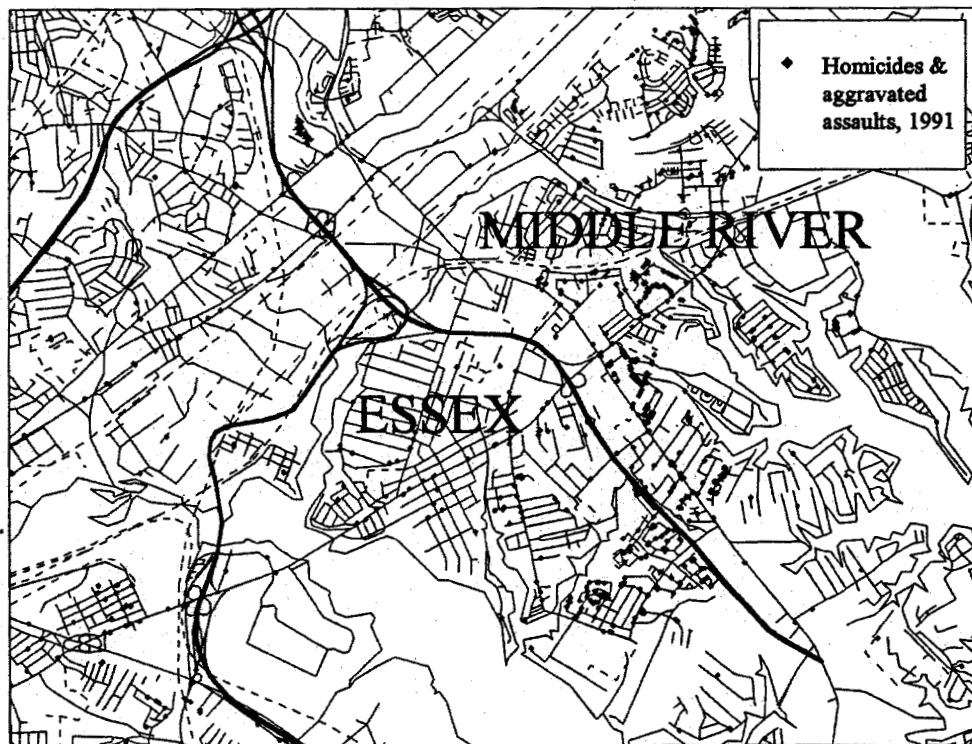 ◆ Homicides &
aggravated
assaults, 1991
MIDDLE RIVER
ESSEX